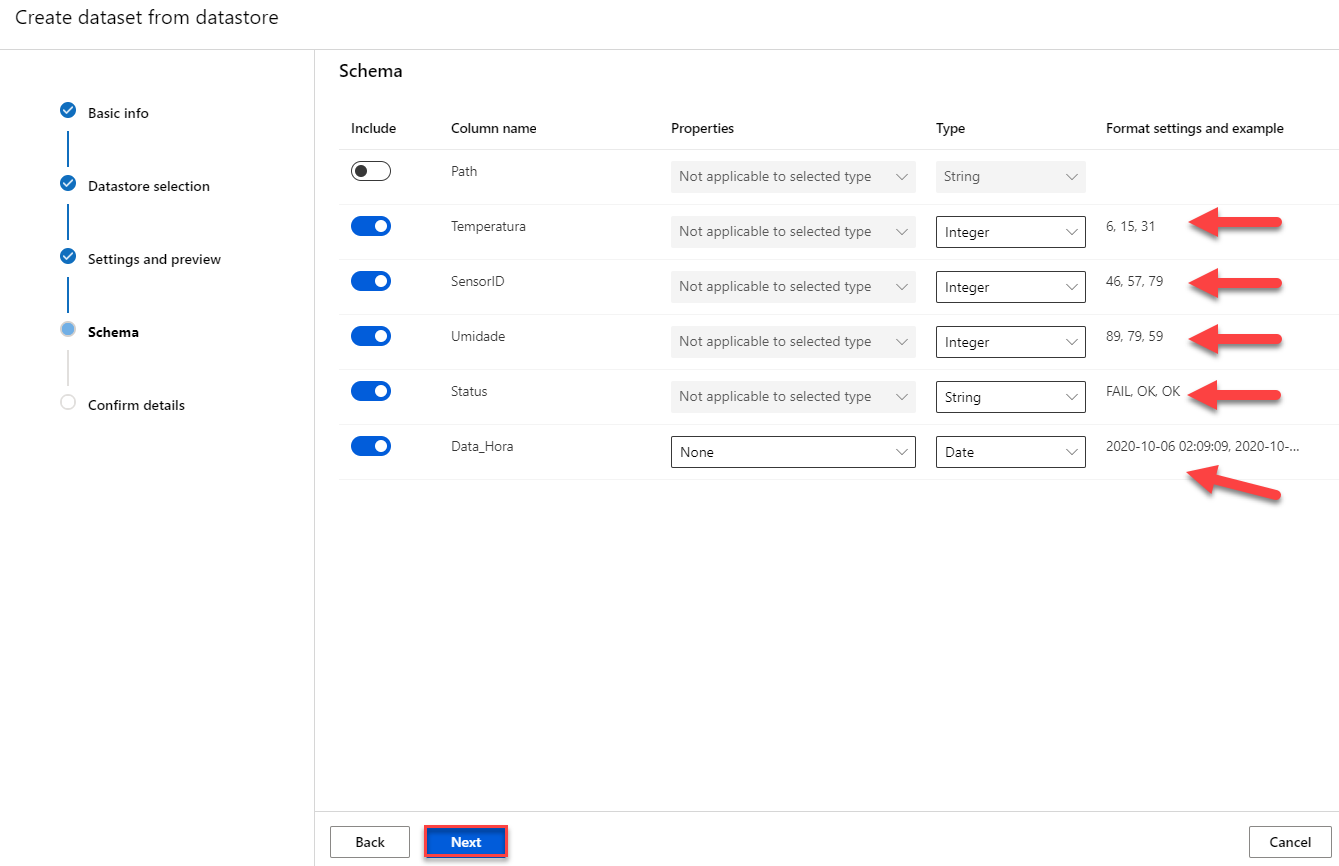 Create dataset from datastore
Basic info
Datastore selection
Settings and preview
Schema
Confirm details
Schema
Include Column name Properties Type Format settings and example
Path Not applicable to selected type String
Temperatura Not applicable to selected type Integer 6, 15, 31
SensorID Not applicable to selected type Integer 46, 57, 79
Umidade Not applicable to selected type Integer 89, 79, 59
Status Not applicable to selected type String FAIL, OK, OK
Data_Hora None Date 2020-10-06 02:09:09, 2020-10-...
Back Next Cancel